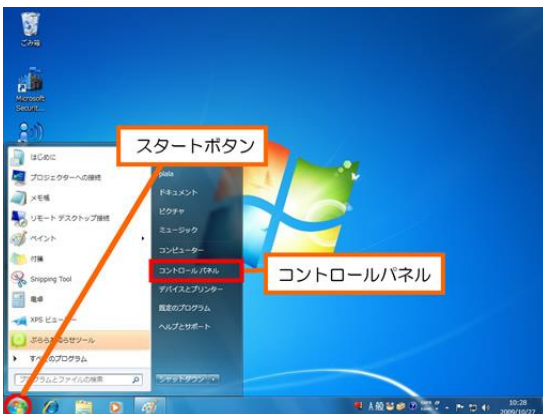 ごみ箱
Microsoft
Securit...
スタートボタン
はじめに
プロジェクターへの接続
メモ帳
リモート デスクトップ接続
ペイント
付箋
Snipping Tool
電卓
XPS ビュー
ぷららお知らせツール
すべてのプログラム
プログラムとファイルの検索
plala
ドキュメント
ピクチャ
ミュージック
コンピューター
コントロール パネル
コントロールパネル
デバイスとプリンター
既定のプログラム
ヘルプとサポート
シャットダウン
A 般
10:28
2009/10/27